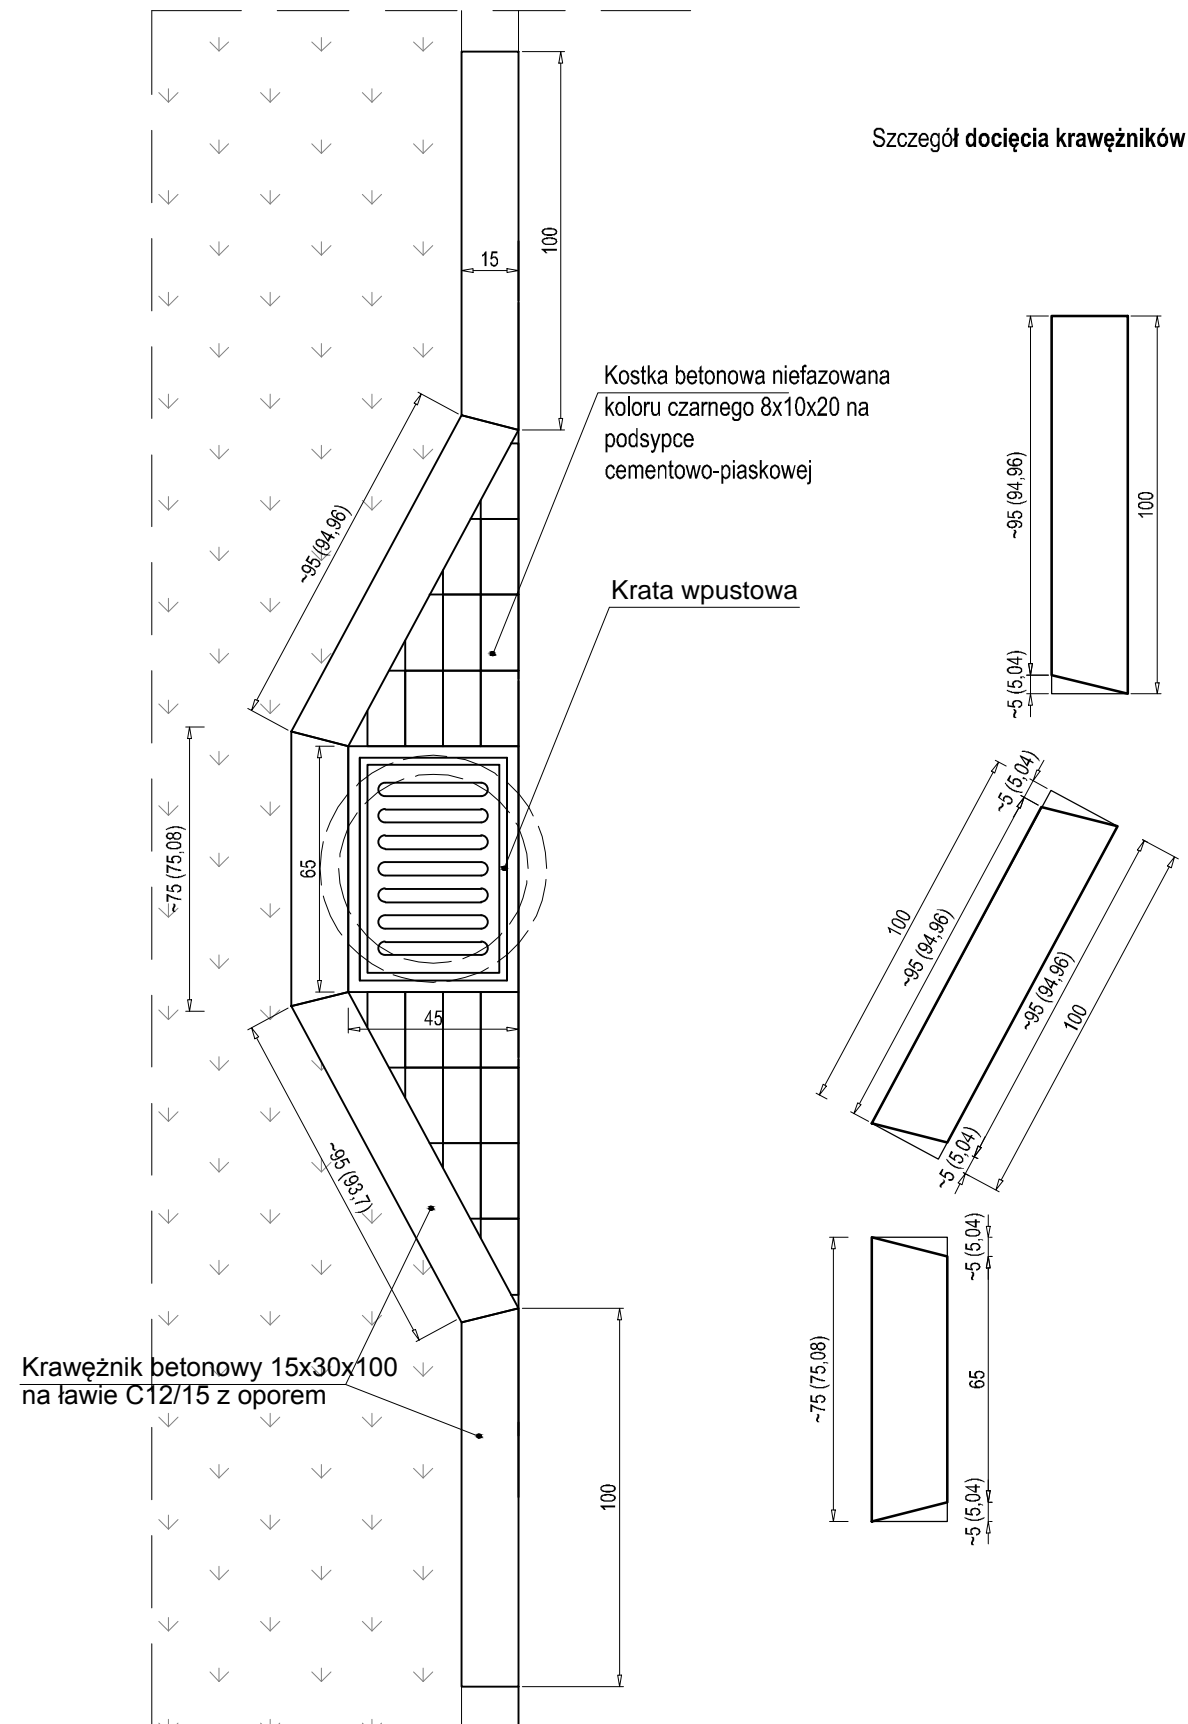 Szczegół docięcia krawężników
15
100
Kostka betonowa niefazowana
koloru czarnego 8x10x20 na
podsypce
cementowo-piaskowej
~95 (94,96)
Krata wpustowa
~75 (75,08)
65
45
~95 (93,7)
Krawężnik betonowy 15x30x100
na ławie C12/15 z oporem
100
~95 (94,96)
100
~5 (5,04)
~5 (5,04)
100
~95 (94,96)
~95 (94,96)
100
~5 (5,04)
~5 (5,04)
~75 (75,08)
65
~5 (5,04)